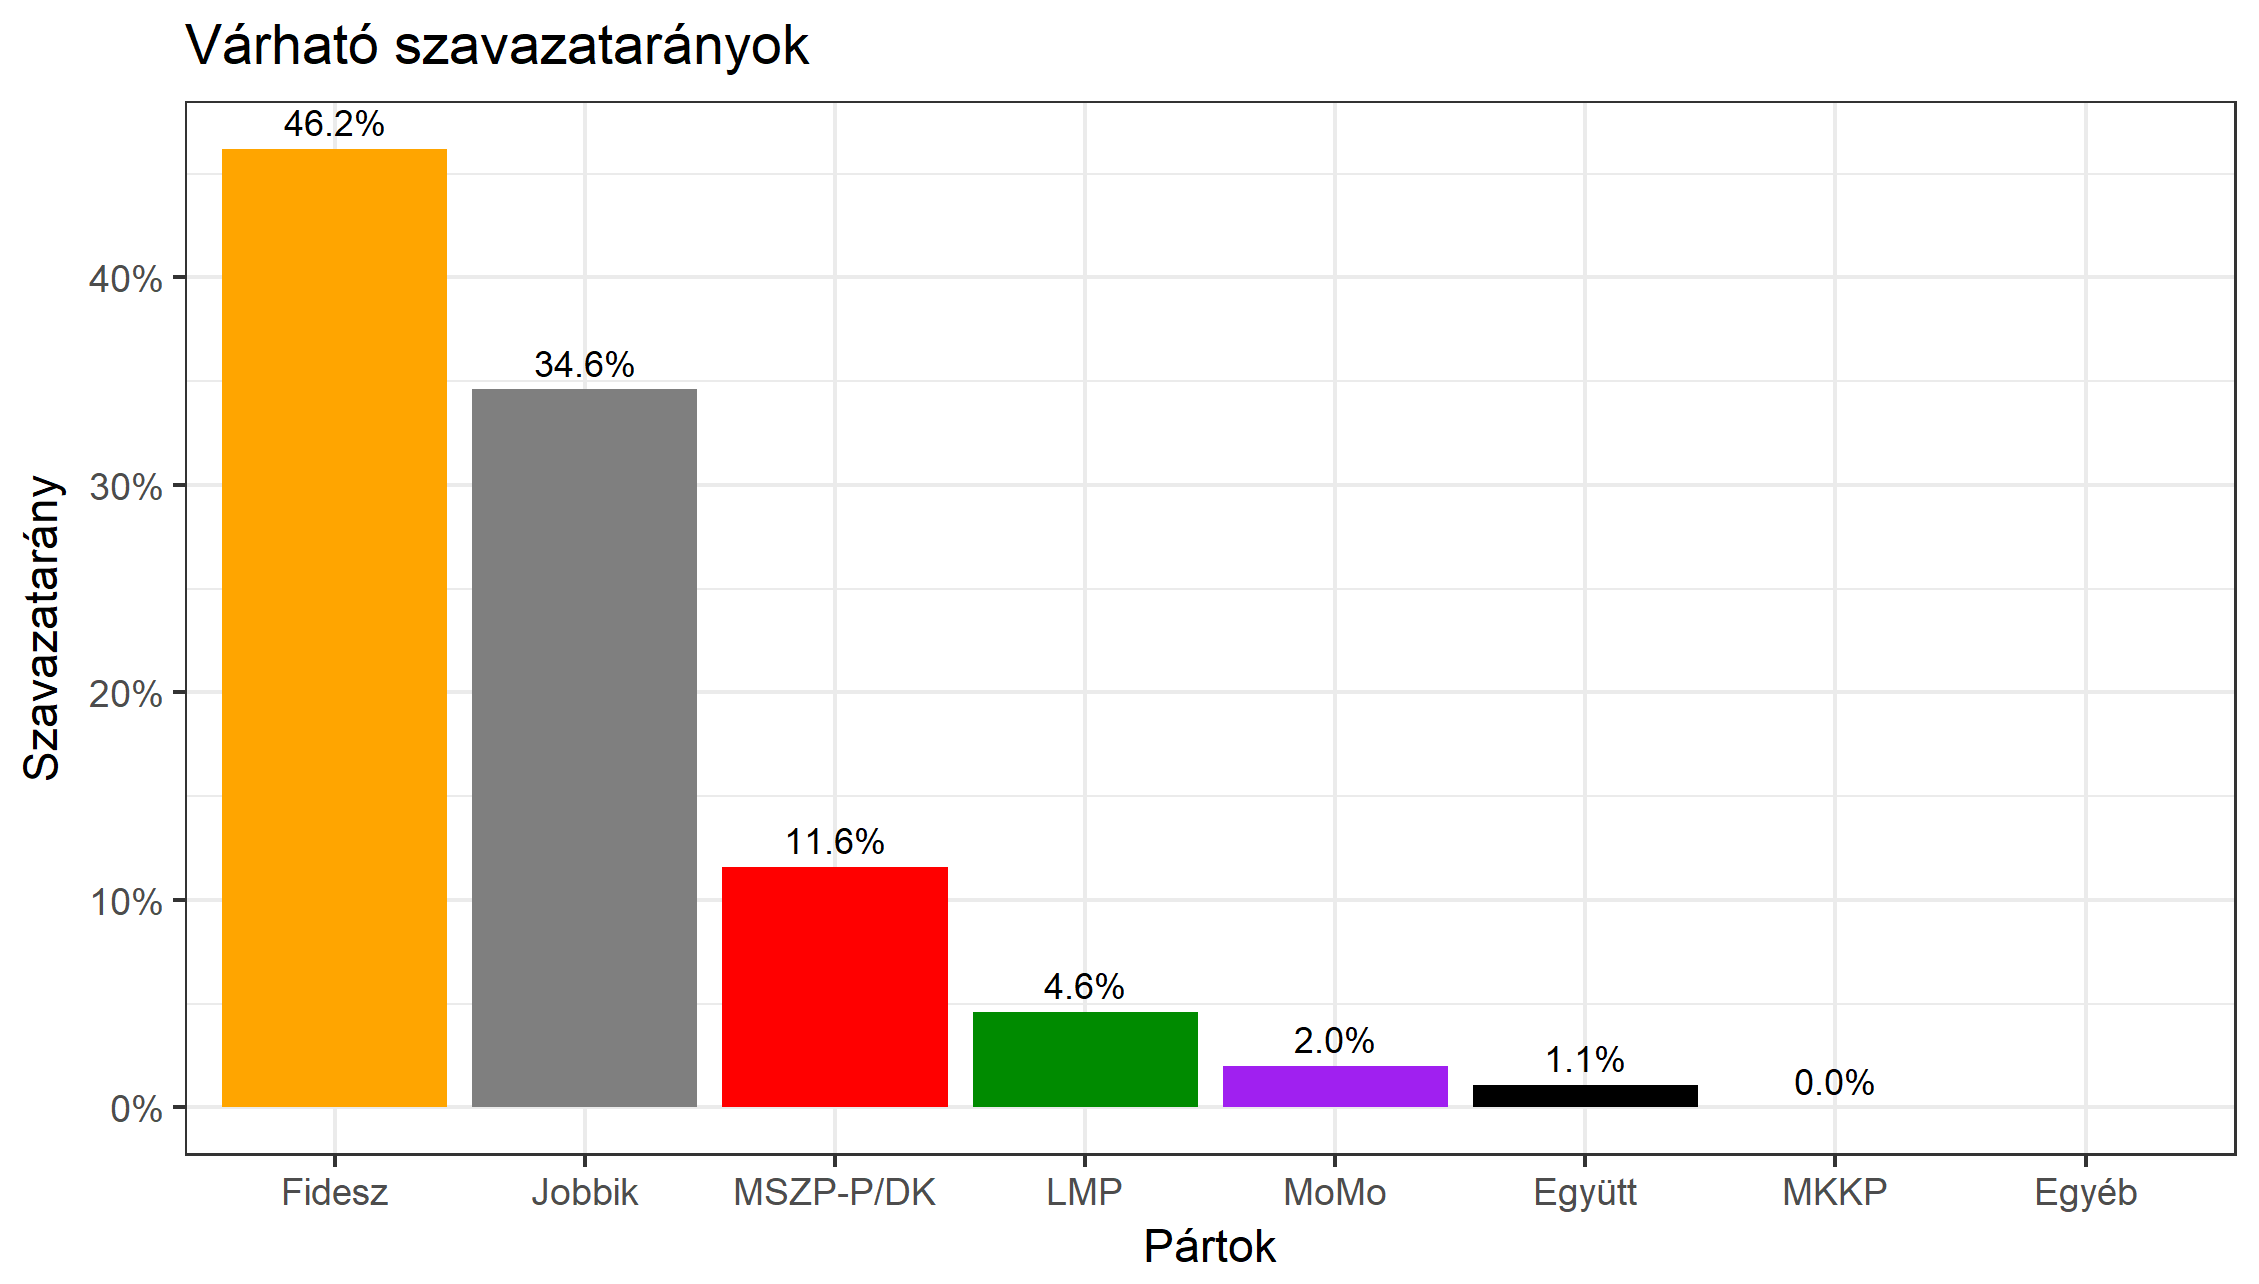 Várható szavazatarányok
46.2%
34.6%
11.6%
4.6%
2.0%
1.1%
0.0%
Szavazatarány
40%
30%
20%
10%
0%
Fidesz
Jobbik
MSZP-P/DK
LMP
MoMo
Együtt
MKKP
Egyéb
Pártok